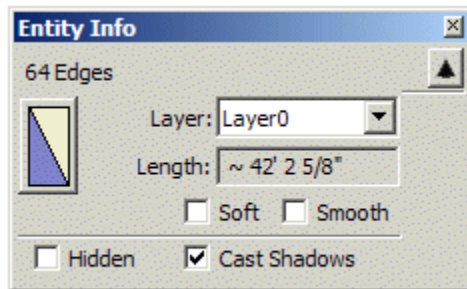 Entity Info
64 Edges
Layer: Layer0
Length: ~ 42' 2 5/8"
Soft Smooth
Hidden Cast Shadows